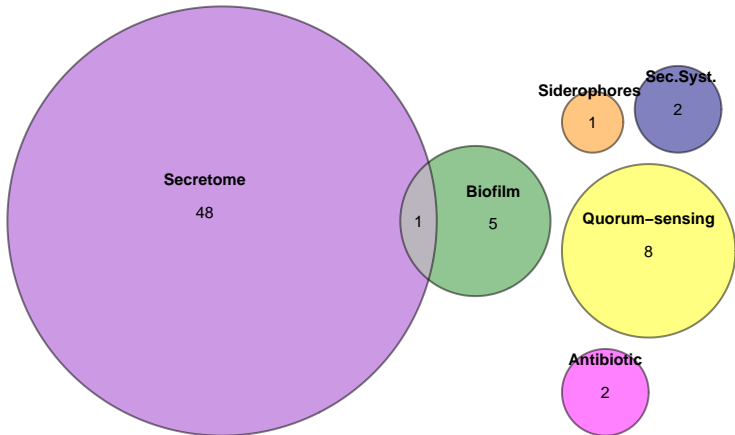 Sec.Syst.
Siderophores
2
1
Secretome
48
1
Biofilm
5
Quorum−sensing
8
Antibiotic
2